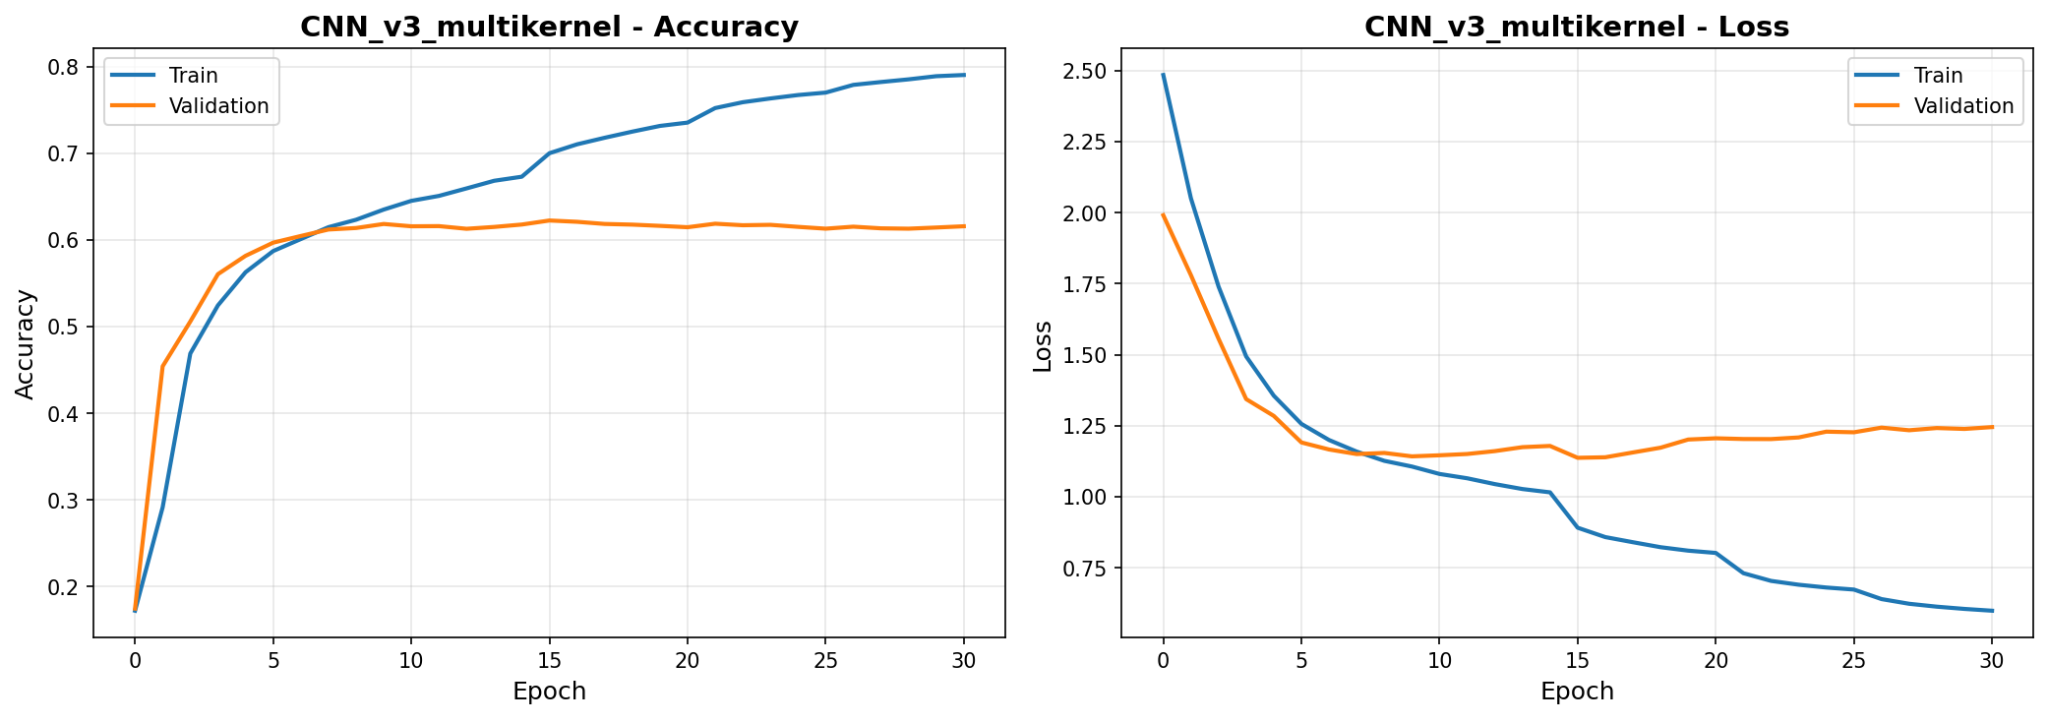 CNN_v3_multikernel - Accuracy
Train
Validation
Accuracy
0.8
0.7
0.6
0.5
0.4
0.3
0.2
0 5 10 15 20 25 30
Epoch
CNN_v3_multikernel - Loss
Train
Validation
Loss
2.50
2.25
2.00
1.75
1.50
1.25
1.00
0.75
0 5 10 15 20 25 30
Epoch